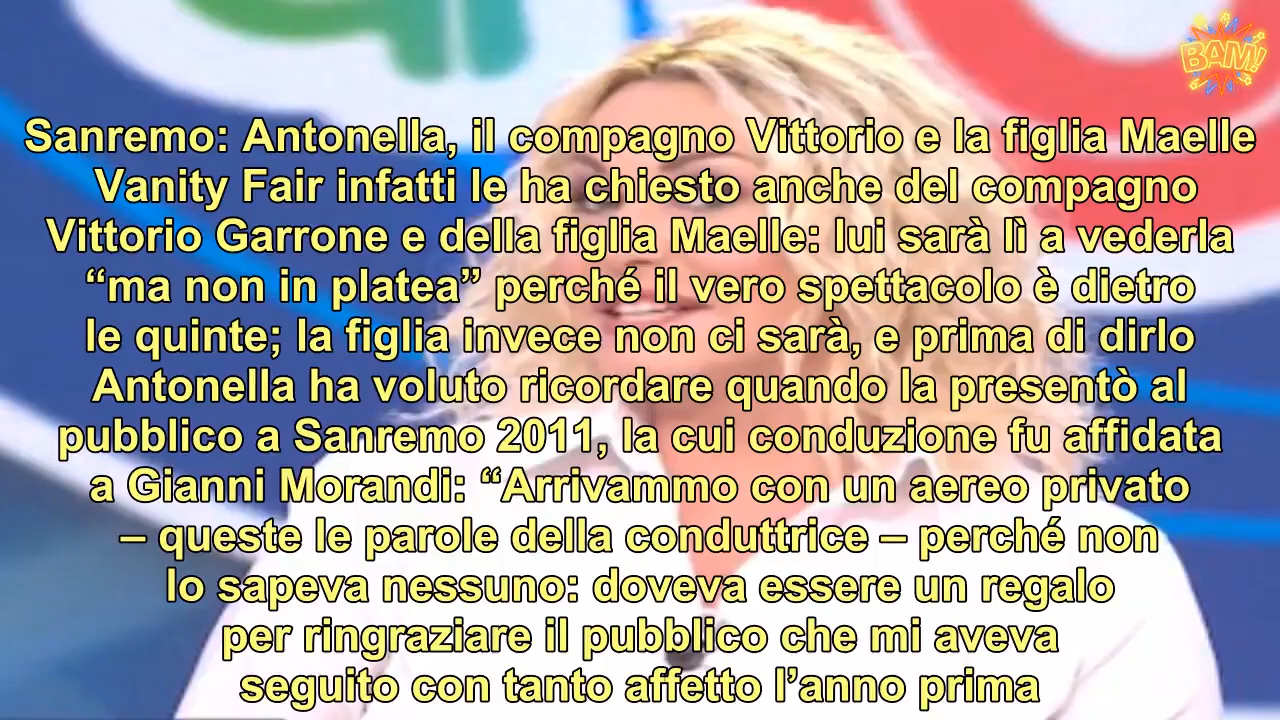 BAM!
Sanremo: Antonella, il compagno Vittorio e la figlia Maelle
Vanity Fair infatti le ha chiesto anche del compagno
Vittorio Garrone e della figlia Maelle: lui sarà lì a vederla
“ma non in platea” perché il vero spettacolo è dietro
le quinte; la figlia invece non ci sarà, e prima di dirlo
Antonella ha voluto ricordare quando la presentò al
pubblico a Sanremo 2011, la cui conduzione fu affidata
a Gianni Morandi: “Arrivammo con un aereo privato
– queste le parole della conduttrice – perché non
lo sapeva nessuno: doveva essere un regalo
per ringraziare il pubblico che mi aveva
seguito con tanto affetto l’anno prima